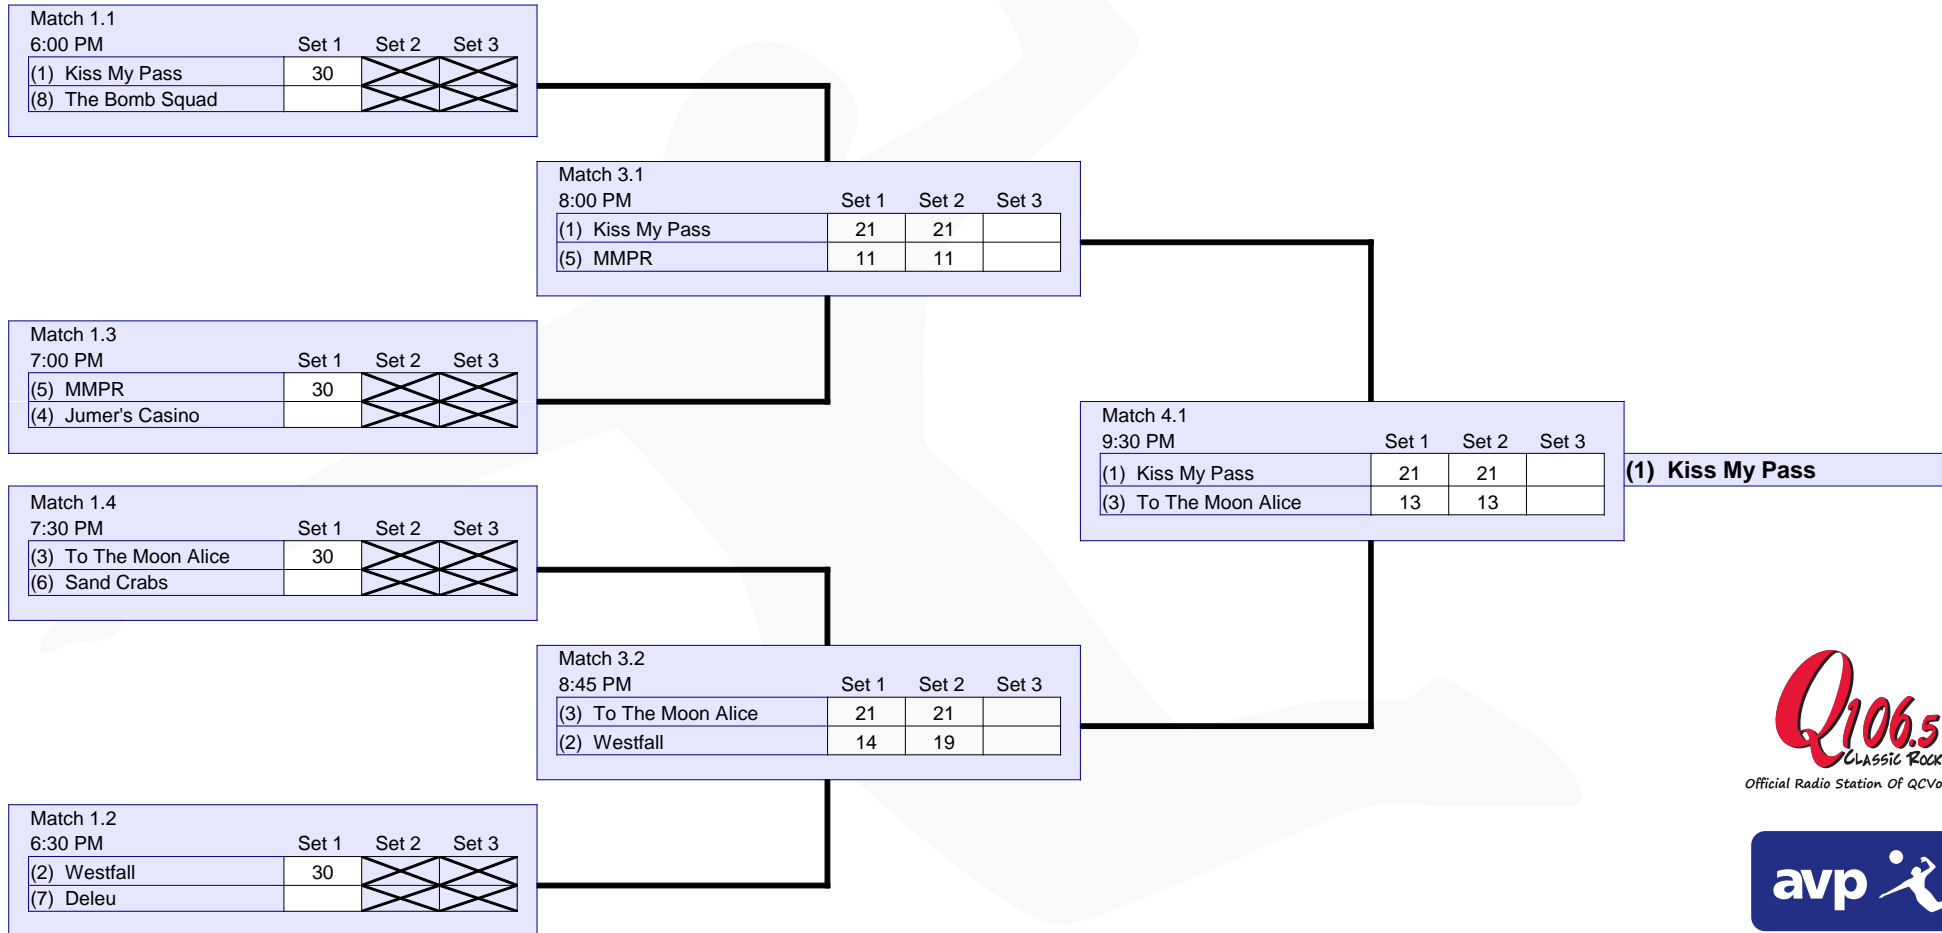 Match 1.1
6:00 PM Set 1 Set 2 Set 3
(1) Kiss My Pass 30
(8) The Bomb Squad
Match 3.1
8:00 PM Set 1 Set 2 Set 3
(1) Kiss My Pass 21 21
(5) MMPR 11 11
Match 1.3
7:00 PM Set 1 Set 2 Set 3
(5) MMPR 30
(4) Jumer's Casino
Match 4.1
9:30 PM Set 1 Set 2 Set 3
(1) Kiss My Pass 21 21
(3) To The Moon Alice 13 13
(1) Kiss My Pass
Match 1.4
7:30 PM Set 1 Set 2 Set 3
(3) To The Moon Alice 30
(6) Sand Crabs
Match 3.2
8:45 PM Set 1 Set 2 Set 3
(3) To The Moon Alice 21 21
(2) Westfall 14 19
Match 1.2
6:30 PM Set 1 Set 2 Set 3
(2) Westfall 30
(7) Deleu
Q106.5
CLASSIC ROCK
Official Radio Station Of QCVo
avp